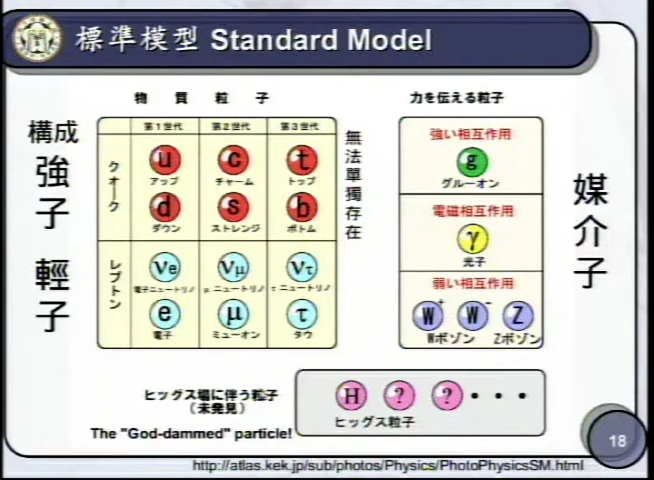 標準模型 Standard Model
物質粒子
力を伝える粒子
第1世代 第2世代 第3世代
構成
強子
輕子
クオーク
u c t
アップ チャーム トップ
d s b
ダウン ストレンジ ボトム
レプトン
νe νμ ντ
電子ニュートリノ μ ニュートリノ τ ニュートリノ
e μ τ
電子 ミューオン タウ
無法單獨存在
強い相互作用
g
グルーオン
電磁相互作用
γ
光子
弱い相互作用
W+ W- Z
Wボゾン Zボゾン
媒介子
ヒッグス場に伴う粒子
(未発見)
H ? ? ・・・
ヒッグス粒子
The "God-dammed" particle!
18
http://atlas.kek.jp/sub/photos/Physics/PhotoPhysicsSM.html